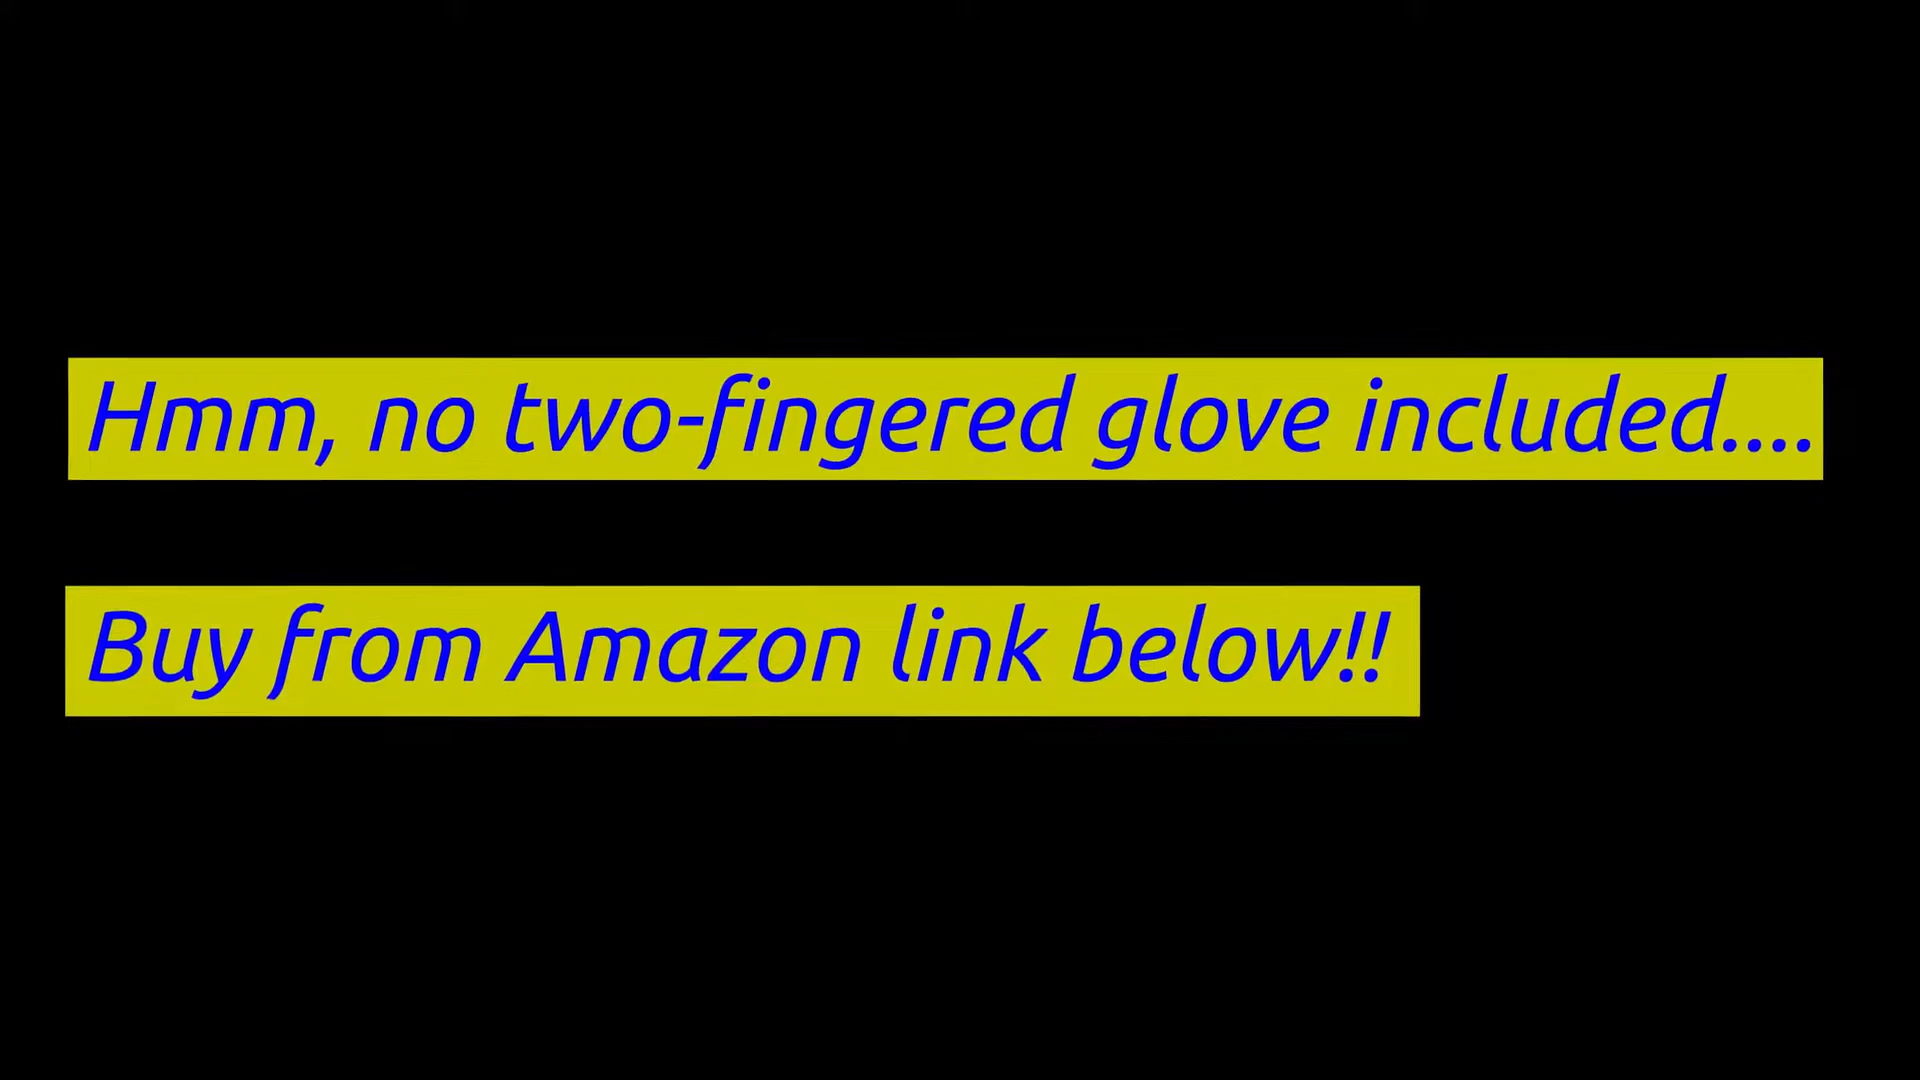 Hmm, no two-fingered glove included....
Buy from Amazon link below!!